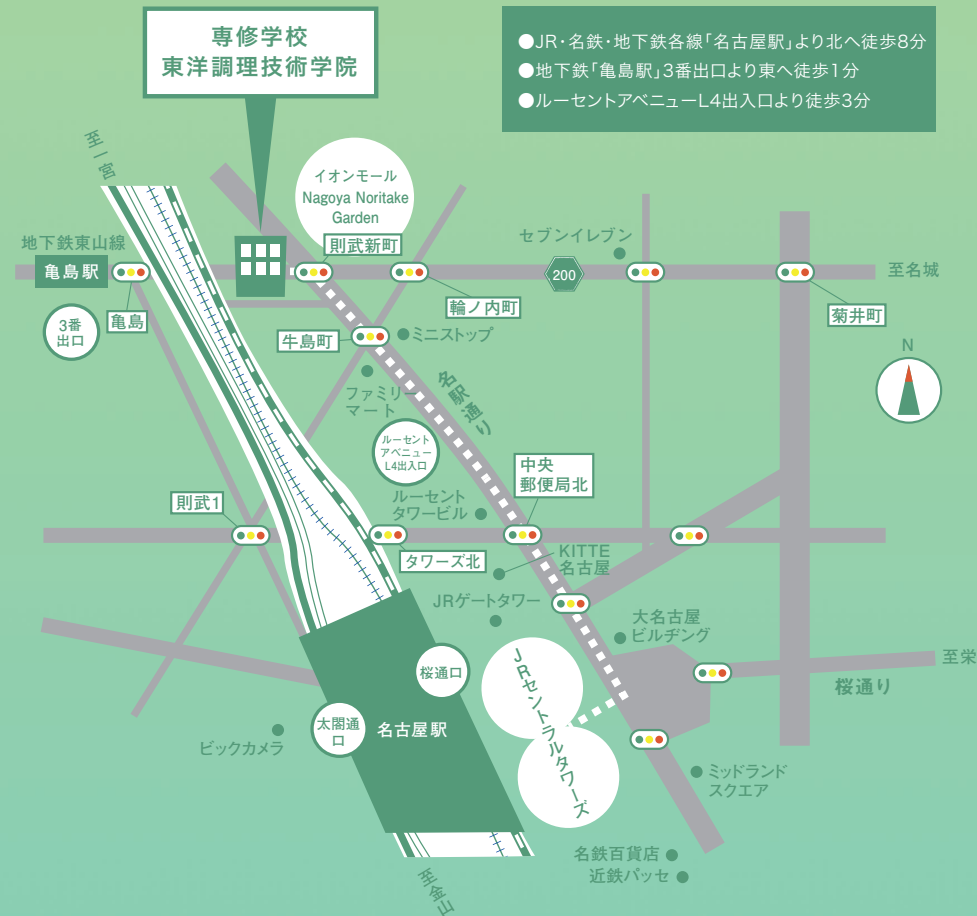 専修学校
東洋調理技術学院
●JR・名鉄・地下鉄各線「名古屋駅」より北へ徒歩8分
●地下鉄「亀島駅」3番出口より東へ徒歩1分
●ルーセントアベニューL4出入口より徒歩3分
至一宮
イオンモール
Nagoya Noritake
Garden
地下鉄東山線
亀島駅
則武新町
セブンイレブン
200
至名城
3番
出口
亀島
輪ノ内町
菊井町
牛島町
ミニストップ
N
ファミリー
マート
名駅通り
ルーセント
アベニュー
L4出入口
中央
郵便局北
則武1
ルーセント
タワービル
タワーズ北
KITTE
名古屋
JRゲートタワー
大名古屋
ビルヂング
至栄
桜通口
JRセントラルタワーズ
桜通り
太閤通
口
名古屋駅
ビックカメラ
ミッドランド
スクエア
名鉄百貨店
近鉄パッセ
至金山